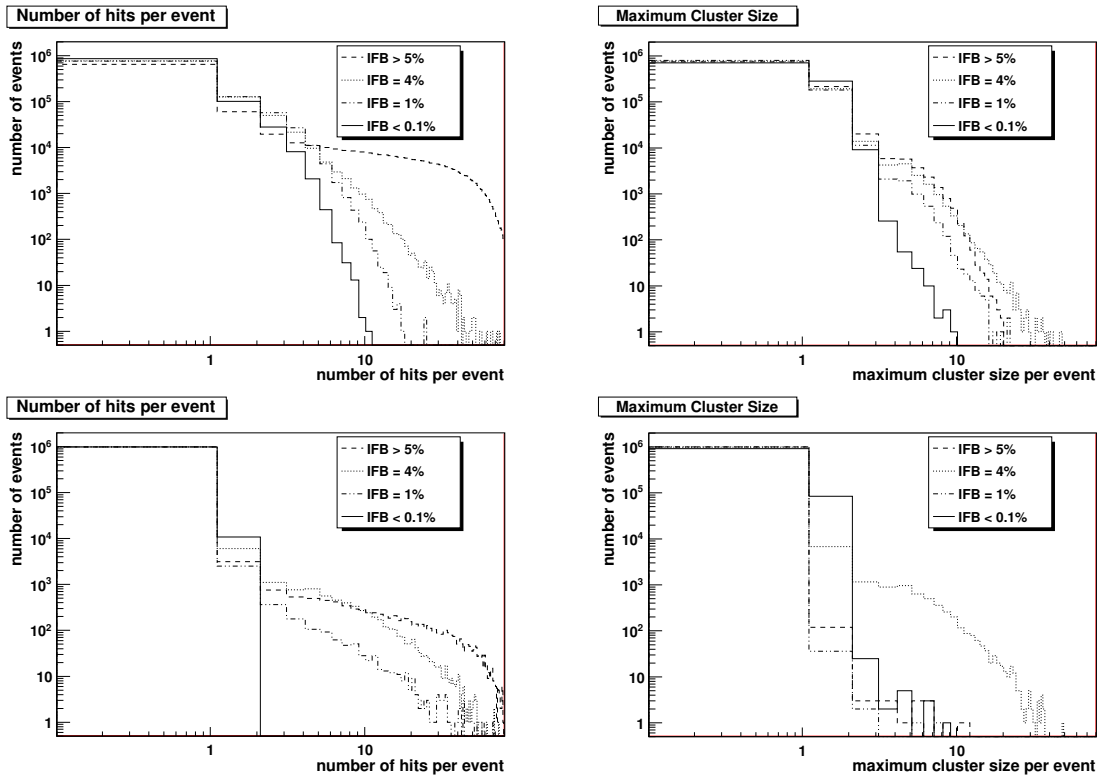 Number of hits per event
number of events
10^6
10^5
10^4
10^3
10^2
10
1
1
10
number of hits per event
IFB > 5%
IFB = 4%
IFB = 1%
IFB < 0.1%
Maximum Cluster Size
number of events
10^6
10^5
10^4
10^3
10^2
10
1
1
10
maximum cluster size per event
IFB > 5%
IFB = 4%
IFB = 1%
IFB < 0.1%
Number of hits per event
number of events
10^6
10^5
10^4
10^3
10^2
10
1
1
10
number of hits per event
IFB > 5%
IFB = 4%
IFB = 1%
IFB < 0.1%
Maximum Cluster Size
number of events
10^6
10^5
10^4
10^3
10^2
10
1
1
10
maximum cluster size per event
IFB > 5%
IFB = 4%
IFB = 1%
IFB < 0.1%